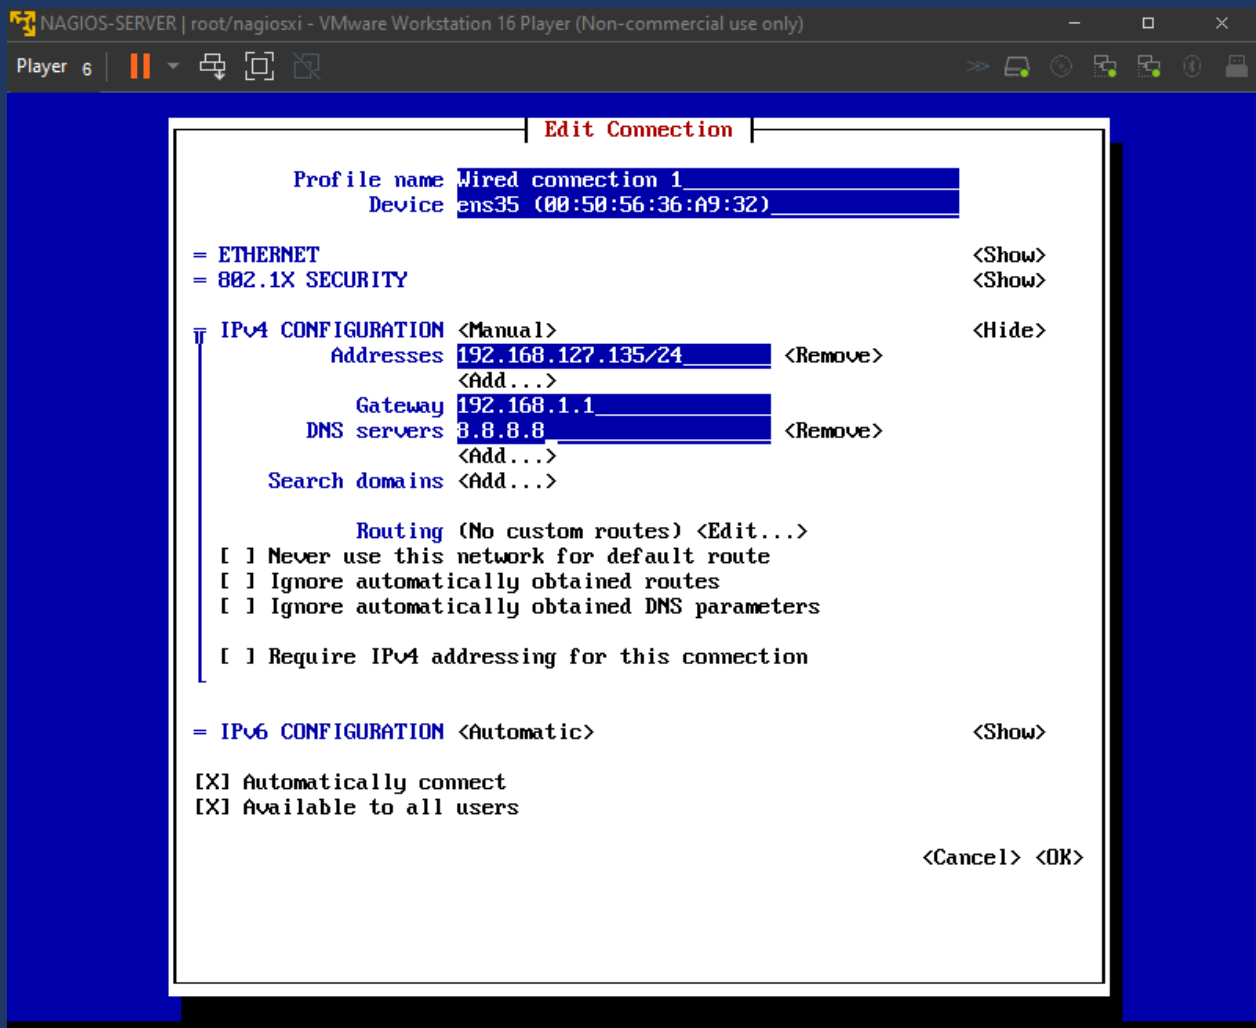 NAGIOS-SERVER | root/nagiosxi - VMware Workstation 16 Player (Non-commercial use only)
Player 6
Edit Connection
Profile name Wired connection 1
Device ens35 (00:50:56:36:A9:32)
= ETHERNET <Show>
= 802.1X SECURITY <Show>
IPv4 CONFIGURATION <Manual> <Hide>
Addresses 192.168.127.135/24 <Remove>
<Add...>
Gateway 192.168.1.1
DNS servers 8.8.8.8 <Remove>
<Add...>
Search domains <Add...>
Routing (No custom routes) <Edit...>
[ ] Never use this network for default route
[ ] Ignore automatically obtained routes
[ ] Ignore automatically obtained DNS parameters
[ ] Require IPv4 addressing for this connection
= IPv6 CONFIGURATION <Automatic> <Show>
[X] Automatically connect
[X] Available to all users
<Cancel> <OK>